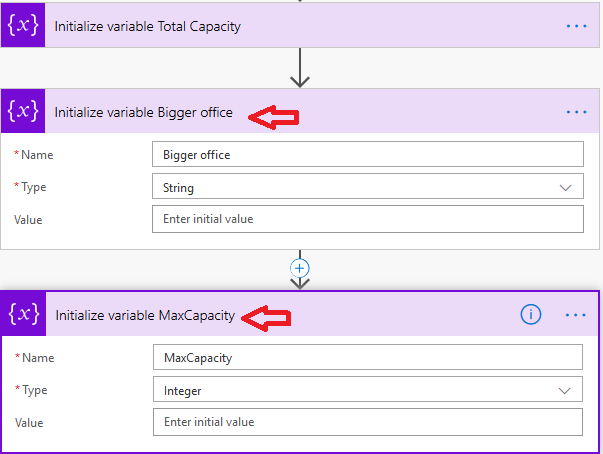 {x} Initialize variable Total Capacity ...
{x} Initialize variable Bigger office ...
* Name Bigger office
* Type String
Value Enter initial value
{x} Initialize variable MaxCapacity i ...
* Name MaxCapacity
* Type Integer
Value Enter initial value